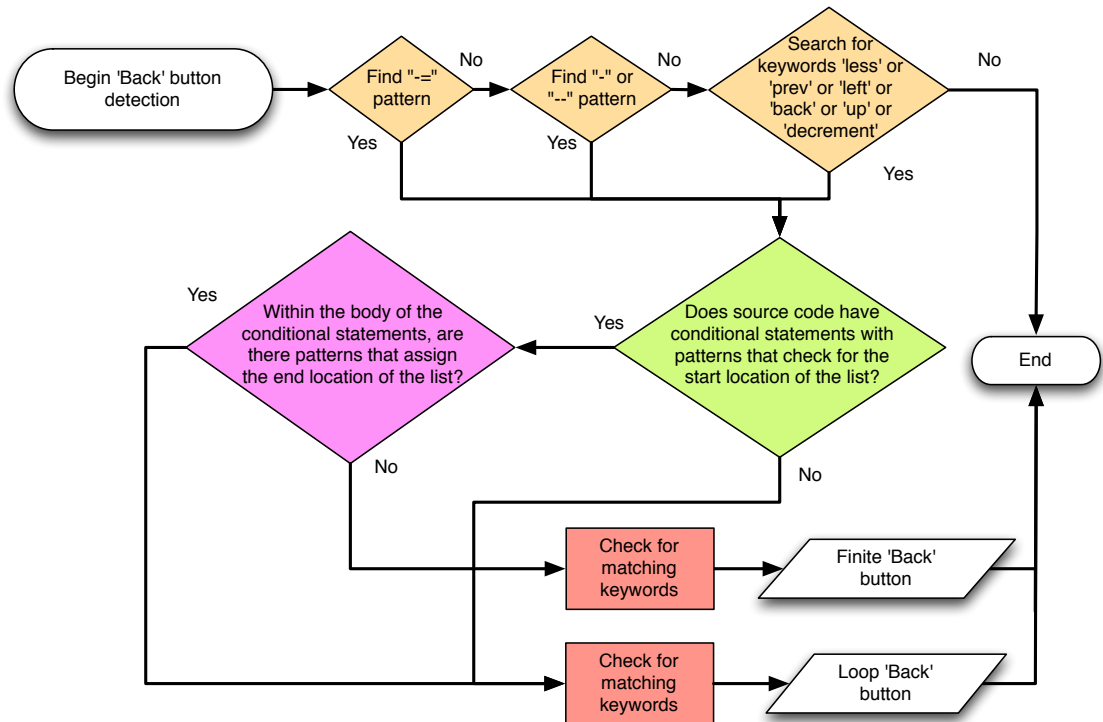 Begin 'Back' button
detection
Find "-="
pattern
No
Yes
Find "-" or
"--" pattern
No
Yes
Search for
keywords 'less' or
'prev' or 'left' or
'back' or 'up' or
'decrement'
No
Yes
Does source code have
conditional statements with
patterns that check for the
start location of the list?
Yes
No
Within the body of the
conditional statements, are
there patterns that assign
the end location of the list?
Yes
No
End
Check for
matching
keywords
Finite 'Back'
button
Check for
matching
keywords
Loop 'Back'
button